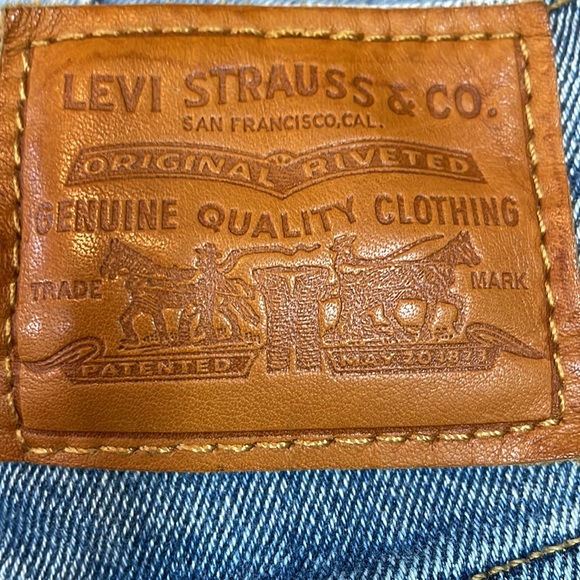 LEVI STRAUSS & CO.
SAN FRANCISCO, CAL.
ORIGINAL RIVETED
GENUINE QUALITY CLOTHING
TRADE MARK
PATENTED MAY 20 1873